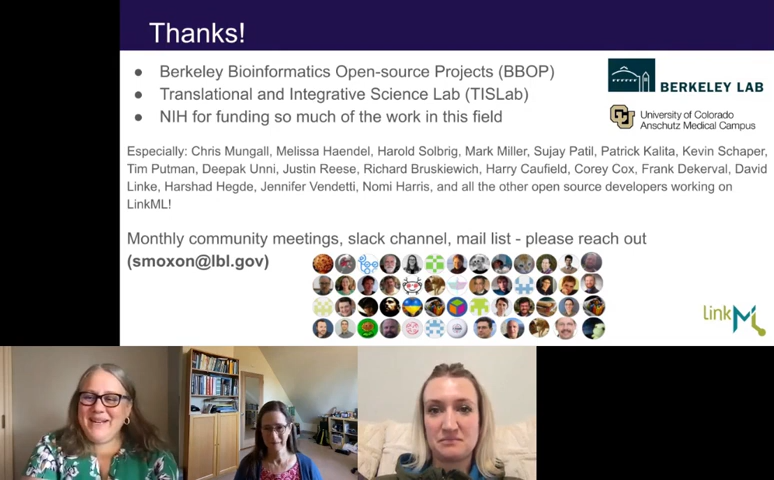 Thanks!
● Berkeley Bioinformatics Open-source Projects (BBOP)
● Translational and Integrative Science Lab (TISLab)
● NIH for funding so much of the work in this field
BERKELEY LAB
University of Colorado
Anschutz Medical Campus
Especially: Chris Mungall, Melissa Haendel, Harold Solbrig, Mark Miller, Sujay Patil, Patrick Kalita, Kevin Schaper,
Tim Putman, Deepak Unni, Justin Reese, Richard Bruskiewich, Harry Caufield, Corey Cox, Frank Dekerval, David
Linke, Harshad Hegde, Jennifer Vendetti, Nomi Harris, and all the other open source developers working on
LinkML!
Monthly community meetings, slack channel, mail list - please reach out
(smoxon@lbl.gov)
linkML